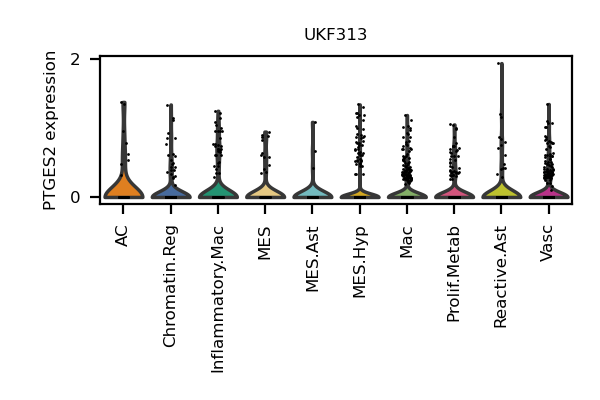 UKF313
PTGES2 expression
2
0
AC
Chromatin.Reg
Inflammatory.Mac
MES
MES.Ast
MES.Hyp
Mac
Prolif.Metab
Reactive.Ast
Vasc